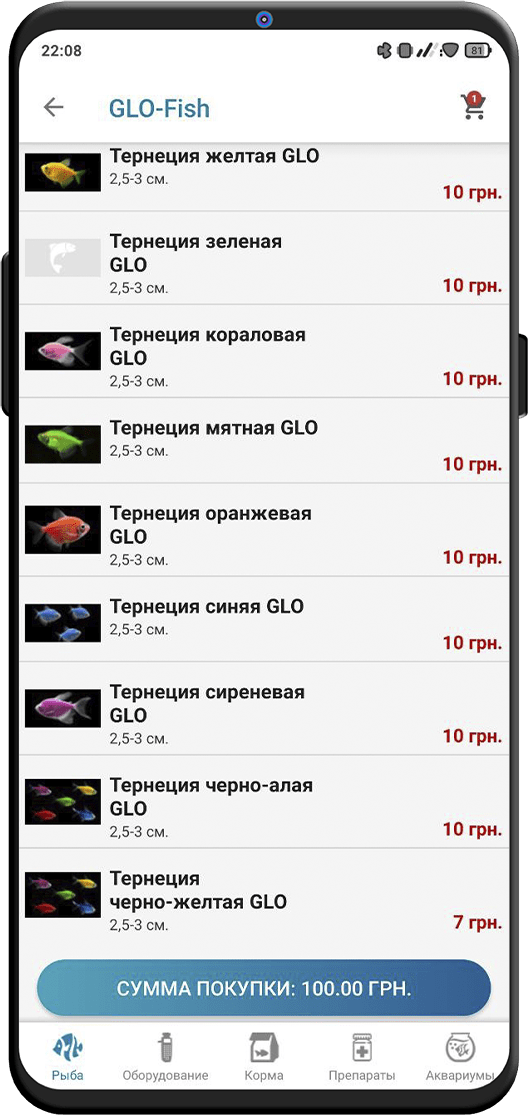 22:08
81
GLO-Fish
1
Тернеция желтая GLO
2,5-3 см.
10 грн.
Тернеция зеленая
GLO
2,5-3 см.
10 грн.
Тернеция кораловая
GLO
2,5-3 см.
10 грн.
Тернеция мятная GLO
2,5-3 см.
10 грн.
Тернеция оранжевая
GLO
2,5-3 см.
10 грн.
Тернеция синяя GLO
2,5-3 см.
10 грн.
Тернеция сиреневая
GLO
2,5-3 см.
10 грн.
Тернеция черно-алая
GLO
2,5-3 см.
10 грн.
Тернеция
черно-желтая GLO
2,5-3 см.
7 грн.
СУММА ПОКУПКИ: 100.00 ГРН.
Рыба
Оборудование
Корма
Препараты
Аквариумы